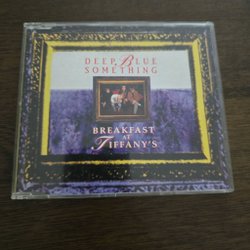 DEEP BLUE
SOMETHING
BREAKFAST
AT
TIFFANY'S